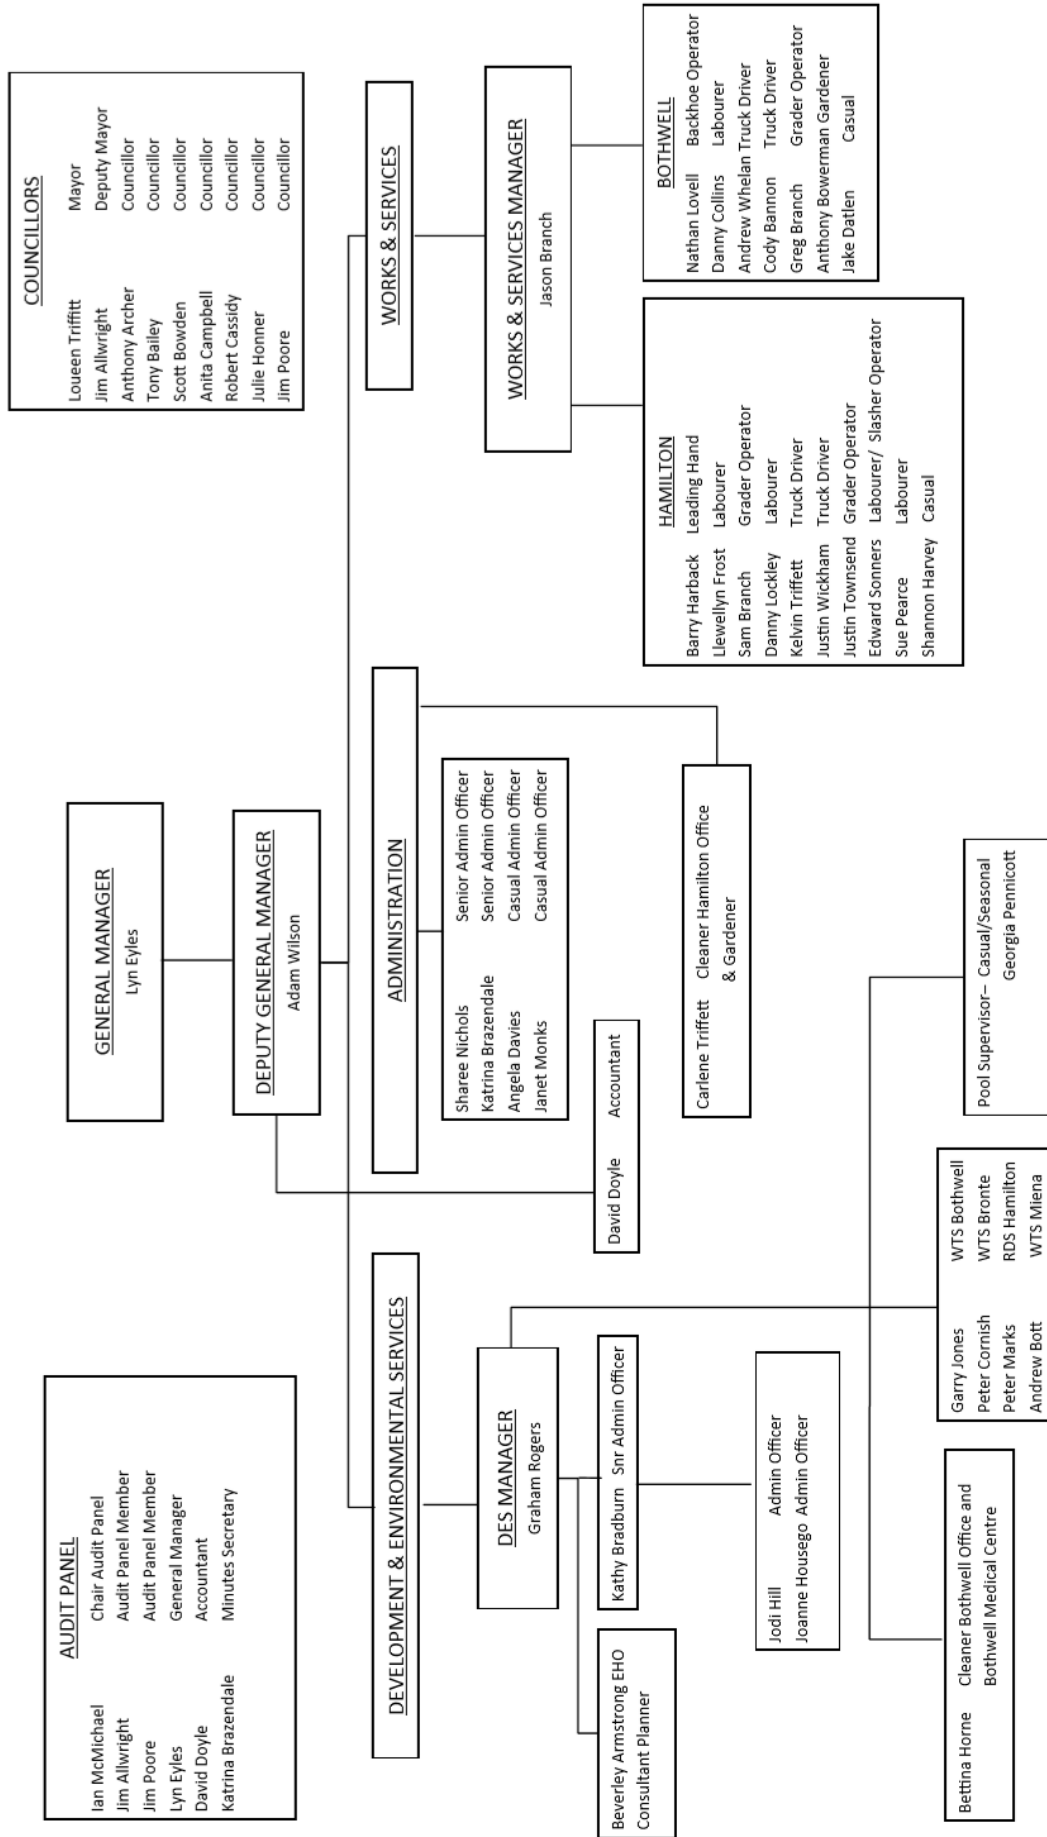 AUDIT PANEL
Ian McMichael Chair Audit Panel
Jim Allwright Audit Panel Member
Jim Poore Audit Panel Member
Lyn Eyles General Manager
David Doyle Accountant
Katrina Brazendale Minutes Secretary
GENERAL MANAGER
Lyn Eyles
COUNCILLORS
Loueen Triffitt Mayor
Jim Allwright Deputy Mayor
Anthony Archer Councillor
Tony Bailey Councillor
Scott Bowden Councillor
Anita Campbell Councillor
Robert Cassidy Councillor
Julie Honner Councillor
Jim Poore Councillor
DEPUTY GENERAL MANAGER
Adam Wilson
DEVELOPMENT & ENVIRONMENTAL SERVICES
ADMINISTRATION
WORKS & SERVICES
DES MANAGER
Graham Rogers
Sharee Nichols Senior Admin Officer
Katrina Brazendale Senior Admin Officer
Angela Davies Casual Admin Officer
Janet Monks Casual Admin Officer
WORKS & SERVICES MANAGER
Jason Branch
Beverley Armstrong EHO
Consultant Planner
Kathy Bradburn Snr Admin Officer
David Doyle Accountant
Carlene Triffett Cleaner Hamilton Office
& Gardener
HAMILTON
Barry Harback Leading Hand
Llewellyn Frost Labourer
Sam Branch Grader Operator
Danny Lockley Labourer
Kelvin Triffett Truck Driver
Justin Wickham Truck Driver
Justin Townsend Grader Operator
Edward Sonners Labourer/ Slasher Operator
Sue Pearce Labourer
Shannon Harvey Casual
BOTHWELL
Nathan Lovell Backhoe Operator
Danny Collins Labourer
Andrew Whelan Truck Driver
Cody Bannon Truck Driver
Greg Branch Grader Operator
Anthony Bowerman Gardener
Jake Datlen Casual
Jodi Hill Admin Officer
Joanne Housego Admin Officer
Bettina Horne Cleaner Bothwell Office and
Bothwell Medical Centre
Garry Jones WTS Bothwell
Peter Cornish WTS Bronte
Peter Marks RDS Hamilton
Andrew Bott WTS Miena
Pool Supervisor– Casual/Seasonal
Georgia Pennicott